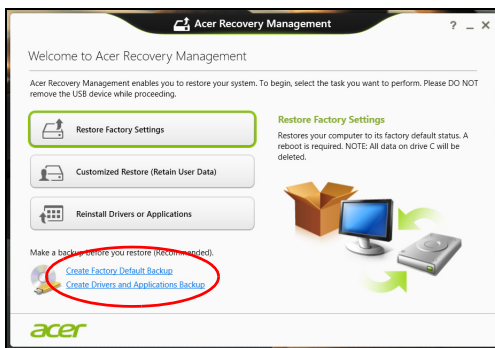 Acer Recovery Management
? _ ×
Welcome to Acer Recovery Management
Acer Recovery Management enables you to restore your system. To begin, select the task you want to perform. Please DO NOT
remove the USB device while proceeding.
Restore Factory Settings
Customized Restore (Retain User Data)
Reinstall Drivers or Applications
Restore Factory Settings
Restores your computer to its factory default status. A
reboot is required. NOTE: All data on drive C will be
deleted.
Make a backup before you restore (Recommended).
Create Factory Default Backup
Create Drivers and Applications Backup
acer